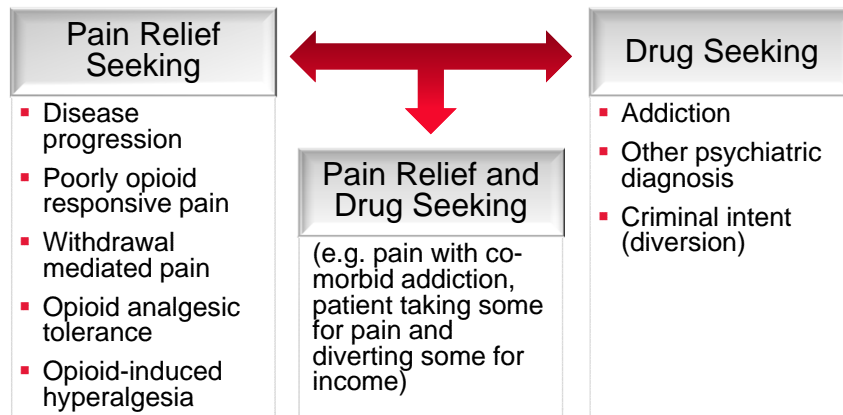 Pain Relief
Seeking
▪ Disease
progression
▪ Poorly opioid
responsive pain
▪ Withdrawal
mediated pain
▪ Opioid analgesic
tolerance
▪ Opioid-induced
hyperalgesia
Pain Relief and
Drug Seeking
(e.g. pain with co-
morbid addiction,
patient taking some
for pain and
diverting some for
income)
Drug Seeking
▪ Addiction
▪ Other psychiatric
diagnosis
▪ Criminal intent
(diversion)